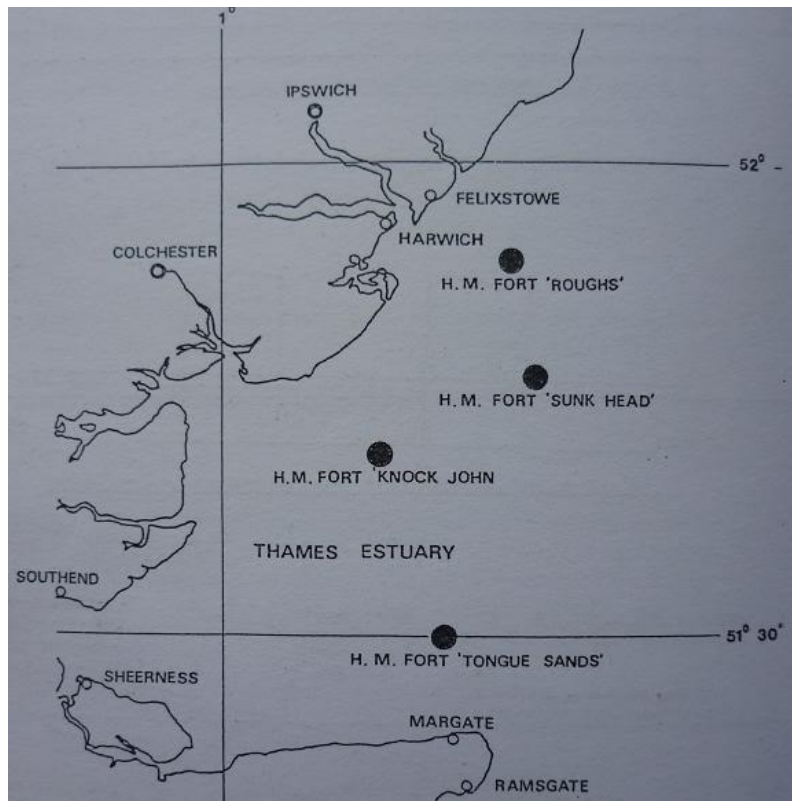 1°
IPSWICH
52°
FELIXSTOWE
HARWICH
COLCHESTER
H.M. FORT 'ROUGHS'
H.M. FORT 'SUNK HEAD'
H.M. FORT 'KNOCK JOHN
THAMES ESTUARY
SOUTHEND
51° 30'
H.M. FORT 'TONGUE SANDS'
SHEERNESS
MARGATE
RAMSGATE